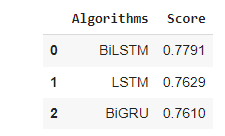 Algorithms Score
0 BiLSTM 0.7791
1 LSTM 0.7629
2 BiGRU 0.7610